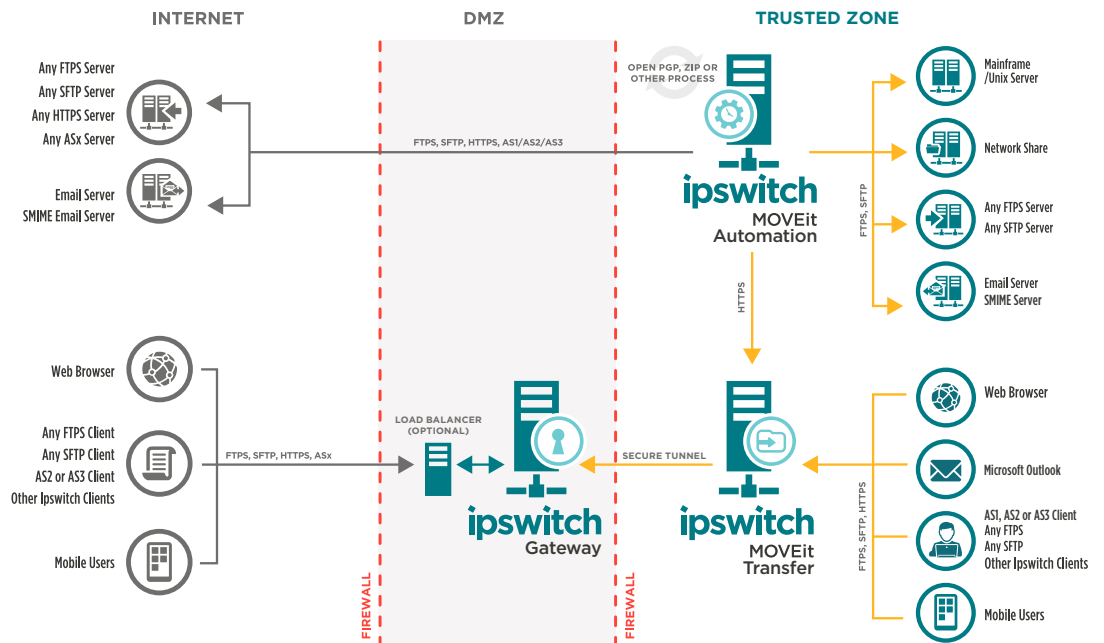 INTERNET
DMZ
TRUSTED ZONE
Any FTPS Server
Any SFTP Server
Any HTTPS Server
Any ASx Server
Email Server
SMIME Email Server
FTPS, SFTP, HTTPS, AS1/AS2/AS3
OPEN PGP, ZIP OR
OTHER PROCESS
ipswitch
MOVEit
Automation
FTPS, SFTP
Mainframe
/Unix Server
Network Share
Any FTPS Server
Any SFTP Server
Email Server
SMIME Server
HTTPS
Web Browser
Any FTPS Client
Any SFTP Client
AS2 or AS3 Client
Other Ipswitch Clients
Mobile Users
FTPS, SFTP, HTTPS, ASx
LOAD BALANCER
(OPTIONAL)
ipswitch
Gateway
SECURE TUNNEL
ipswitch
MOVEit
Transfer
FTPS, SFTP, HTTPS
Web Browser
Microsoft Outlook
AS1, AS2 or AS3 Client
Any FTPS
Any SFTP
Other Ipswitch Clients
Mobile Users
FIREWALL
FIREWALL